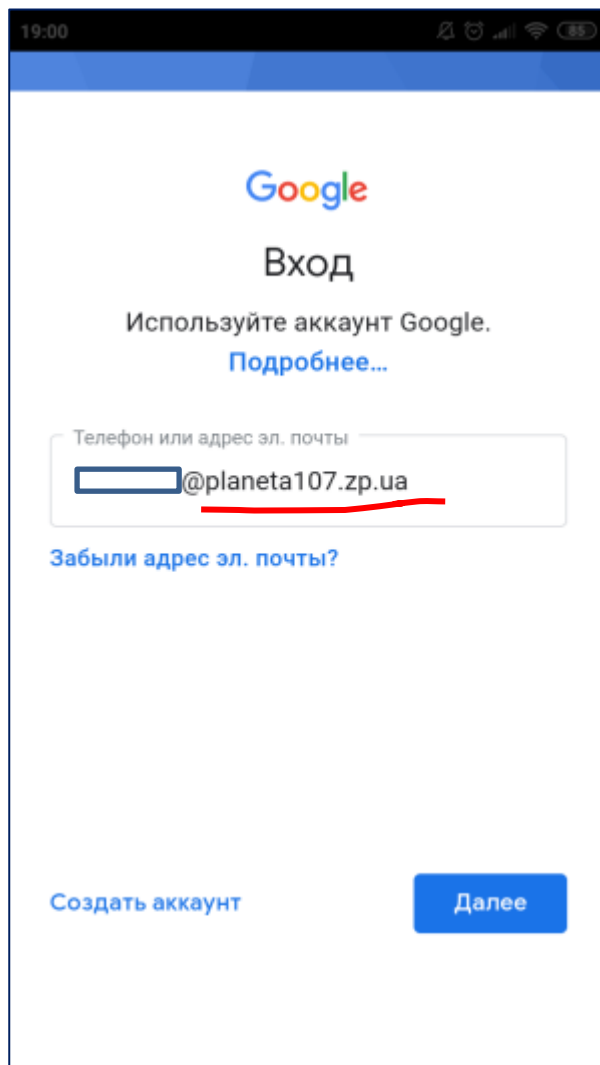 19:00
85
Google
Вход
Используйте аккаунт Google.
Подробнее...
Телефон или адрес эл. почты
@planeta107.zp.ua
Забыли адрес эл. почты?
Создать аккаунт
Далее